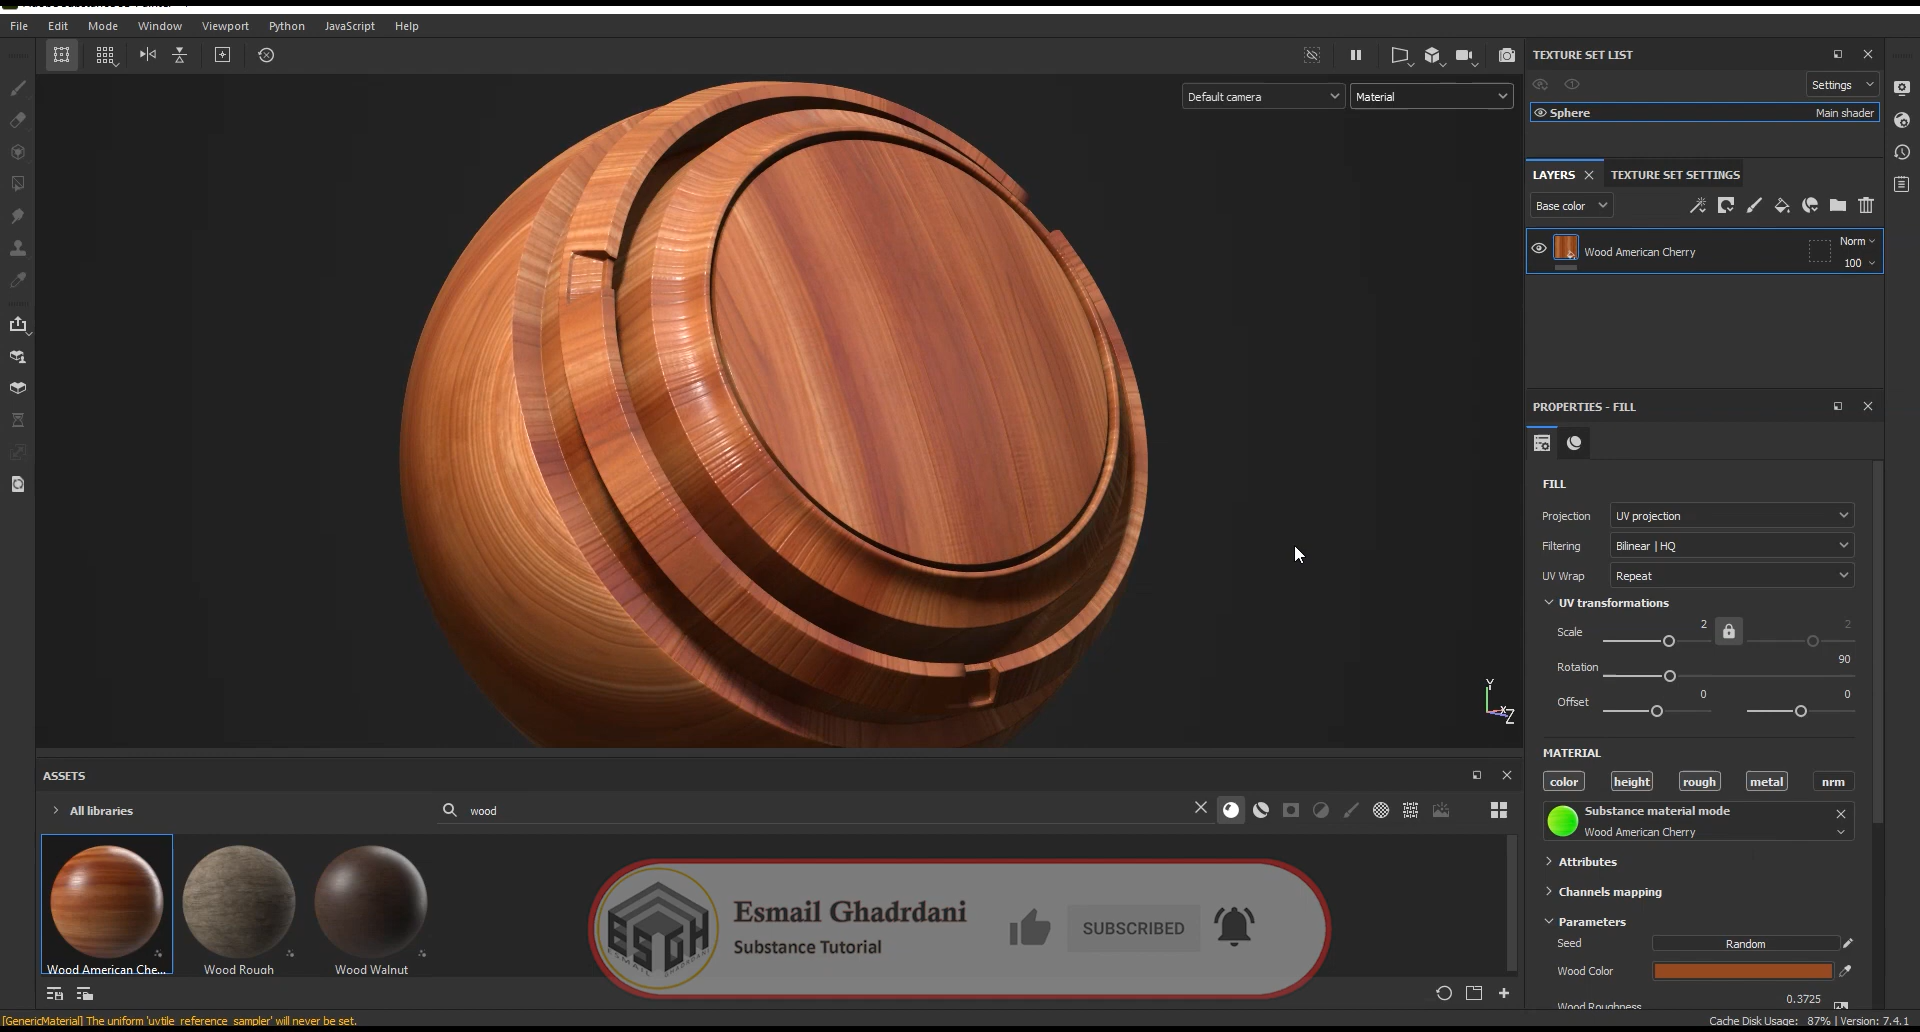 File Edit Mode Window Viewport Python JavaScript Help
Default camera
Material
TEXTURE SET LIST
Settings
Sphere
Main shader
LAYERS
TEXTURE SET SETTINGS
Base color
Wood American Cherry
Norm
100
PROPERTIES - FILL
FILL
Projection
UV projection
Filtering
Bilinear | HQ
UV Wrap
Repeat
UV transformations
Scale
2
2
Rotation
90
Offset
0
0
MATERIAL
color
height
rough
metal
nrm
Substance material mode
Wood American Cherry
Attributes
Channels mapping
Parameters
Seed
Random
Wood Color
Wood Roughness
0.3725
Y
X
Z
ASSETS
All libraries
wood
Wood American Che...
Wood Rough
Wood Walnut
ESGH
ESMAIL GHADRDANI
Esmail Ghadrdani
Substance Tutorial
SUBSCRIBED
[GenericMaterial] The uniform 'uvtile_reference_sampler' will never be set.
Cache Disk Usage: 87% | Version: 7.4.1